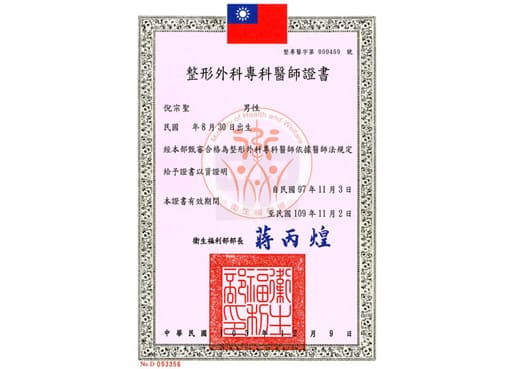 整專醫字第 000469 號
整形外科專科醫師證書
倪宗聖 男性
民國 年8月30日出生
經本部甄審合格為整形外科專科醫師依據醫師法規定
給予證書以資證明
自民國97年11月3日
本證書有效期間
至民國109年11月2日
衛生福利部部長 蔣丙煌
衛生福利部印
中華民國 年 月9日
No.D 093356
Ministry of Health and Welfare
衛生福利部